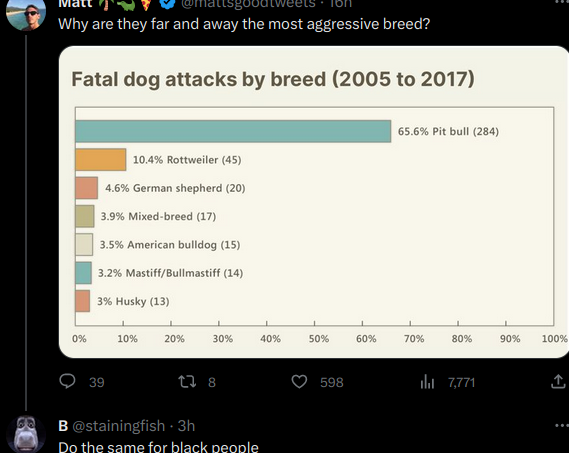 Matt @mattsgoodtweets · 16h
Why are they far and away the most aggressive breed?
Fatal dog attacks by breed (2005 to 2017)
65.6% Pit bull (284)
10.4% Rottweiler (45)
4.6% German shepherd (20)
3.9% Mixed-breed (17)
3.5% American bulldog (15)
3.2% Mastiff/Bullmastiff (14)
3% Husky (13)
0% 10% 20% 30% 40% 50% 60% 70% 80% 90% 100%
39 8 598 7,771
B @stainingfish · 3h
Do the same for black people